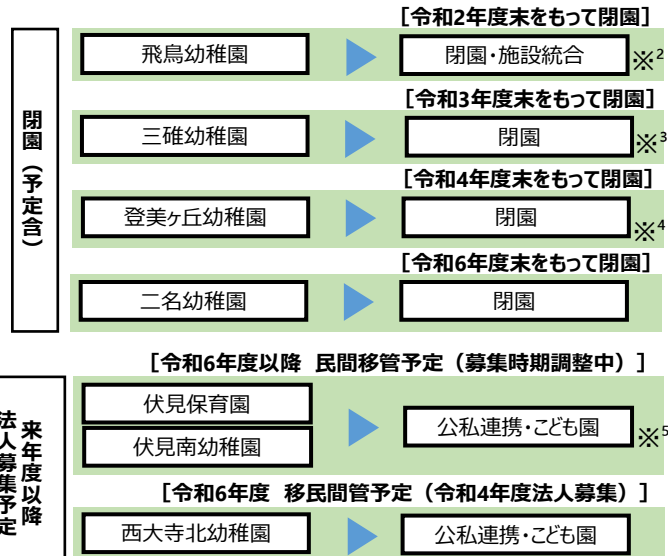 [令和2年度末をもって閉園]
閉園（予定含）
飛鳥幼稚園
閉園・施設統合
※2
[令和3年度末をもって閉園]
三碓幼稚園
閉園
※3
[令和4年度末をもって閉園]
登美ヶ丘幼稚園
閉園
※4
[令和6年度末をもって閉園]
二名幼稚園
閉園
[令和6年度以降 民間移管予定（募集時期調整中）]
来年度以降
法人募集予定
伏見保育園
伏見南幼稚園
公私連携・こども園
※5
[令和6年度 移民間管予定（令和4年度法人募集）]
西大寺北幼稚園
公私連携・こども園